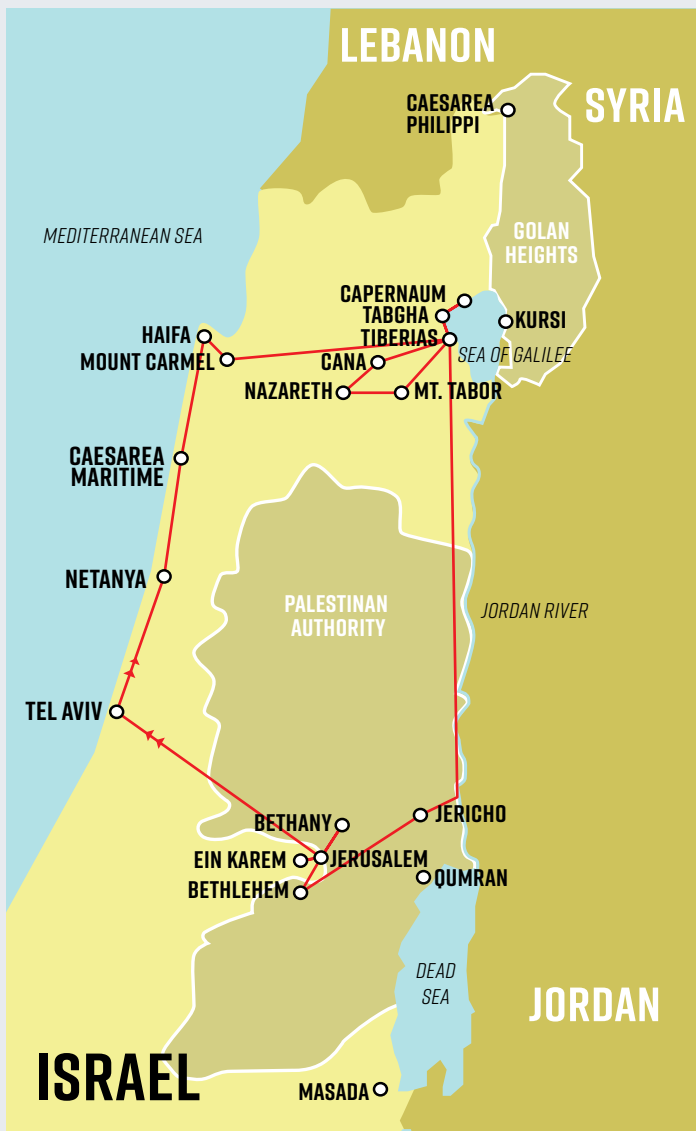 LEBANON
CAESAREA
PHILIPPI
SYRIA
MEDITERRANEAN SEA
GOLAN
HEIGHTS
CAPERNAUM
TABGHA
KURSI
HAIFA
TIBERIAS
MOUNT CARMEL
CANA
SEA OF GALILEE
NAZARETH
MT. TABOR
CAESAREA
MARITIME
NETANYA
PALESTINAN
AUTHORITY
JORDAN RIVER
TEL AVIV
BETHANY
JERICHO
EIN KAREM
JERUSALEM
BETHLEHEM
QUMRAN
DEAD
SEA
JORDAN
ISRAEL
MASADA